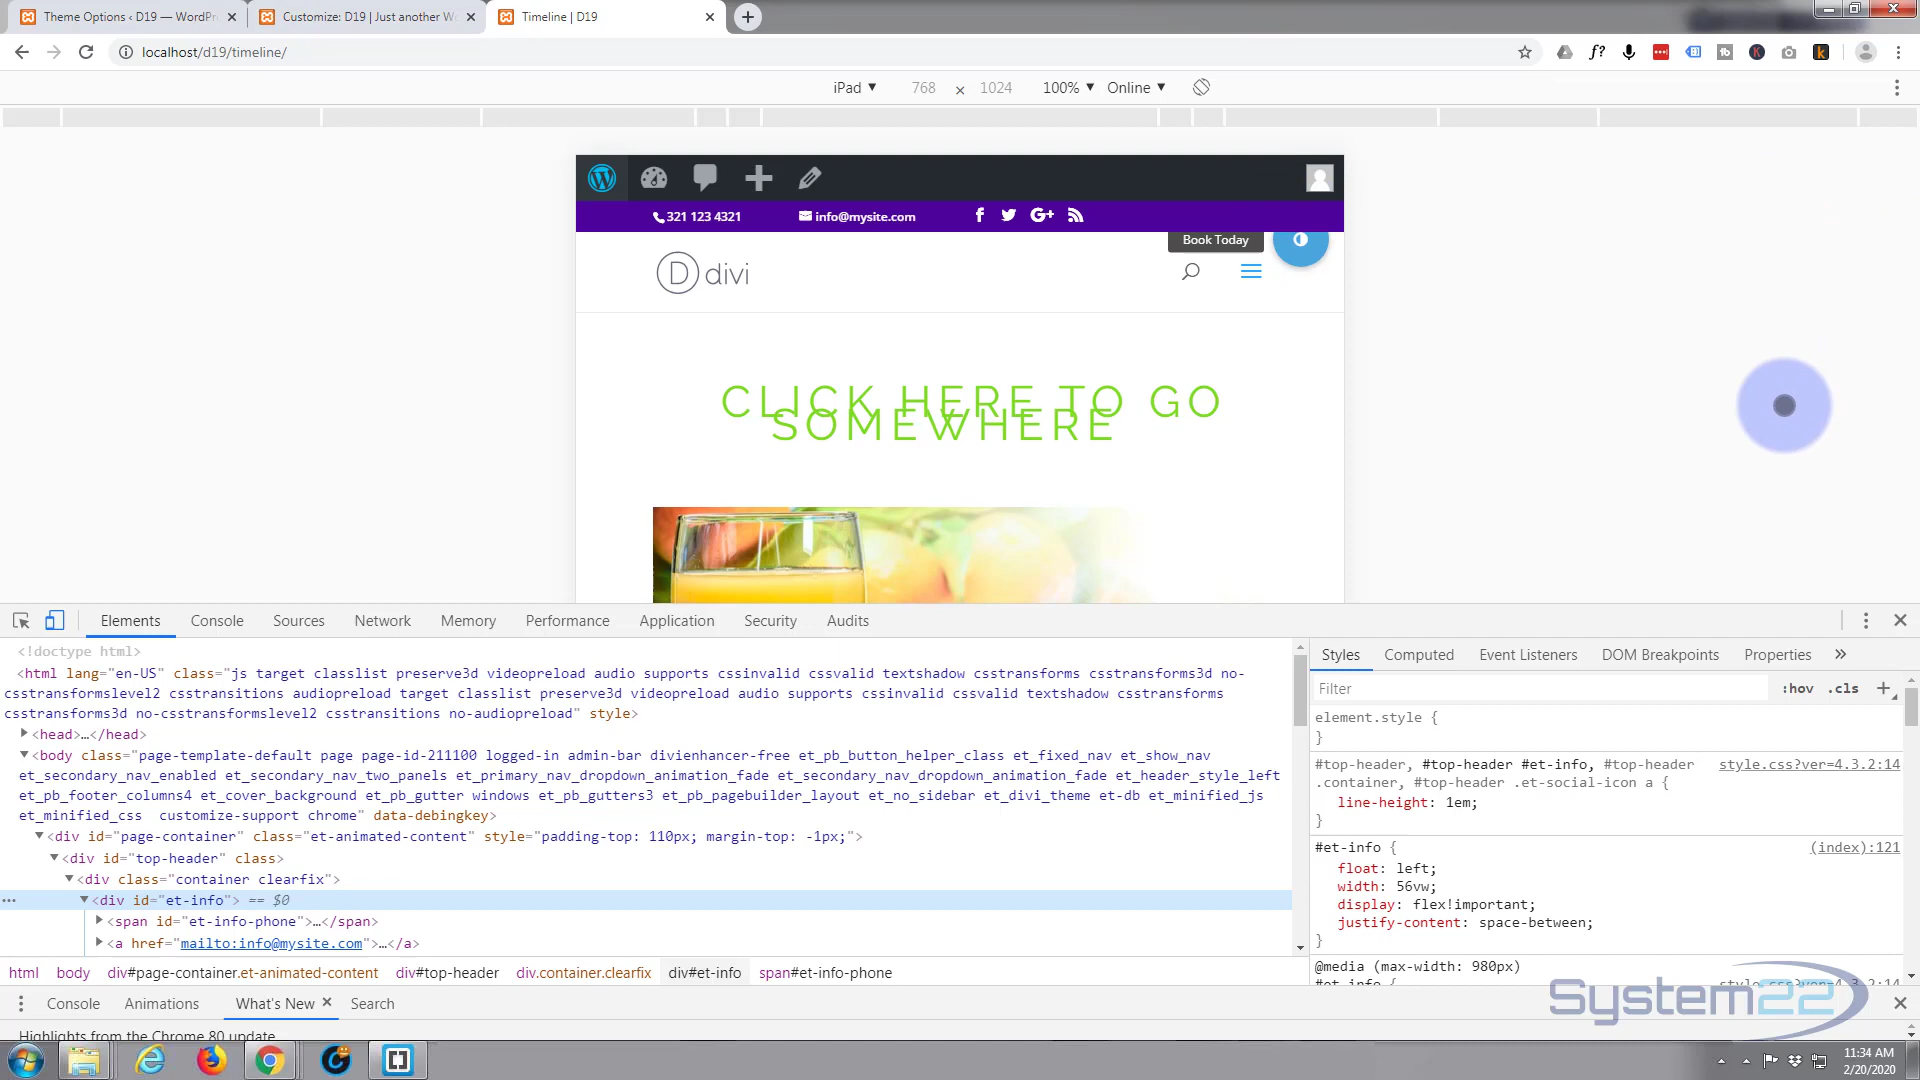 Theme Options ‹ D19 — WordPr
Customize: D19 | Just another Wo
Timeline | D19
localhost/d19/timeline/
iPad
768 × 1024
100%
Online
321 123 4321
info@mysite.com
Book Today
divi
CLICK HERE TO GO
SOMEWHERE
Elements
Console
Sources
Network
Memory
Performance
Application
Security
Audits
<!doctype html>
<html lang="en-US" class="js target classlist preserve3d videopreload audio supports cssinvalid cssvalid textshadow csstransforms csstransforms3d no-
csstransformslevel2 csstransitions audiopreload target classlist preserve3d videopreload audio supports cssinvalid cssvalid textshadow csstransforms
csstransforms3d no-csstransformslevel2 csstransitions no-audiopreload" style>
<head>…</head>
<body class="page-template-default page page-id-211100 logged-in admin-bar divienhancer-free et_pb_button_helper_class et_fixed_nav et_show_nav
et_secondary_nav_enabled et_secondary_nav_two_panels et_primary_nav_dropdown_animation_fade et_secondary_nav_dropdown_animation_fade et_header_style_left
et_pb_footer_columns4 et_cover_background et_pb_gutter windows et_pb_gutters3 et_pb_pagebuilder_layout et_no_sidebar et_divi_theme et-db et_minified_js
et_minified_css customize-support chrome" data-debingkey>
<div id="page-container" class="et-animated-content" style="padding-top: 110px; margin-top: -1px;">
<div id="top-header" class>
<div class="container clearfix">
<div id="et-info"> == $0
<span id="et-info-phone">…</span>
<a href="mailto:info@mysite.com">…</a>
html body div#page-container.et-animated-content div#top-header div.container.clearfix div#et-info span#et-info-phone
Styles
Computed
Event Listeners
DOM Breakpoints
Properties
Filter
:hov .cls
element.style {
}
#top-header, #top-header #et-info, #top-header
style.css?ver=4.3.2:14
.container, #top-header .et-social-icon a {
line-height: 1em;
}
#et-info {
(index):121
float: left;
width: 56vw;
display: flex!important;
justify-content: space-between;
}
@media (max-width: 980px)
#et-info {
style.css?ver=4.3.2:14
System22
Console
Animations
What's New
Search
Highlights from the Chrome 80 update
11:34 AM
2/20/2020